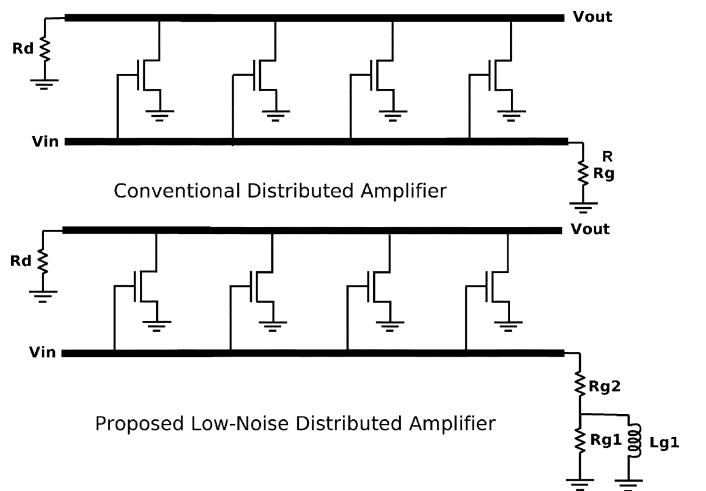 Vout
Rd
Vin
R
Rg
Conventional Distributed Amplifier
Vout
Rd
Vin
Rg2
Rg1 Lg1
Proposed Low-Noise Distributed Amplifier